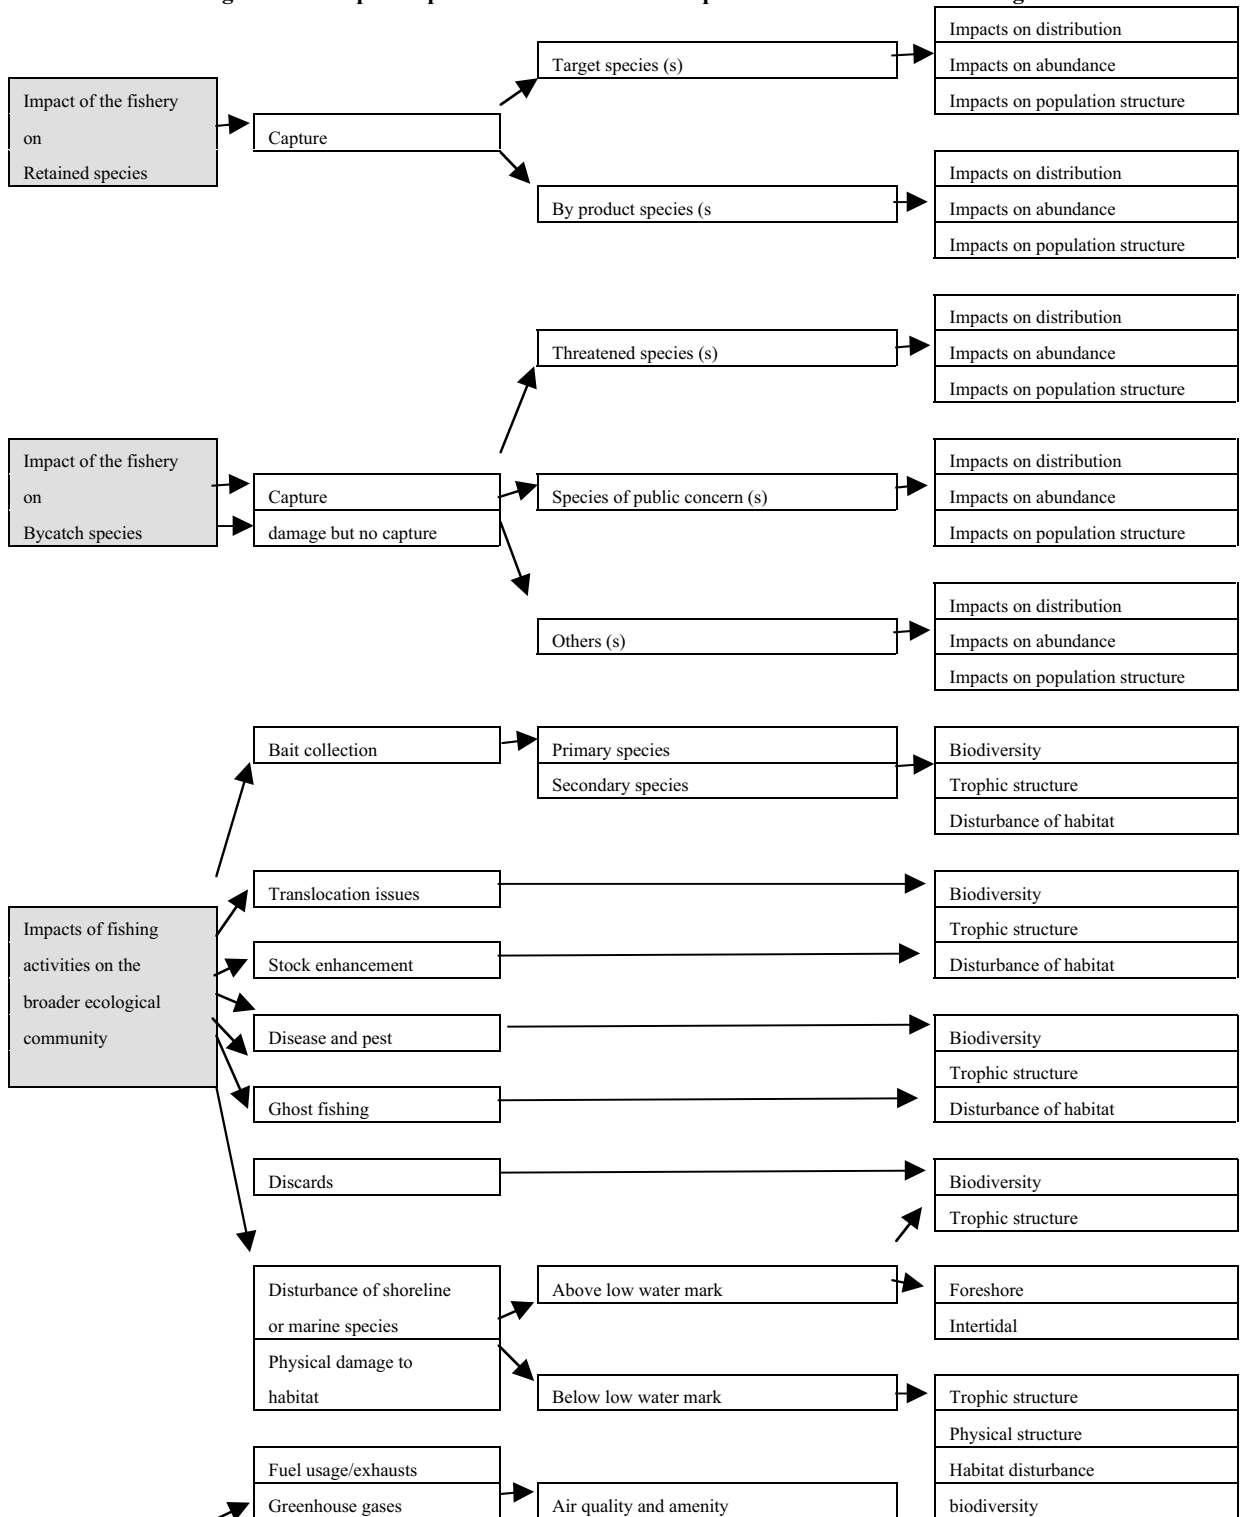 Impacts on distribution
Target species (s)
Impacts on abundance
Impact of the fishery
on
Retained species
Capture
Impacts on population structure
By product species (s
Impacts on distribution
Impacts on abundance
Impacts on population structure
Threatened species (s)
Impacts on distribution
Impacts on abundance
Impacts on population structure
Impact of the fishery
on
Bycatch species
Capture
damage but no capture
Species of public concern (s)
Impacts on distribution
Impacts on abundance
Impacts on population structure
Others (s)
Impacts on distribution
Impacts on abundance
Impacts on population structure
Bait collection
Primary species
Secondary species
Biodiversity
Trophic structure
Disturbance of habitat
Impacts of fishing
activities on the
broader ecological
community
Translocation issues
Stock enhancement
Biodiversity
Trophic structure
Disturbance of habitat
Disease and pest
Ghost fishing
Biodiversity
Trophic structure
Disturbance of habitat
Discards
Biodiversity
Trophic structure
Disturbance of shoreline
or marine species
Physical damage to
habitat
Above low water mark
Foreshore
Intertidal
Below low water mark
Trophic structure
Physical structure
Habitat disturbance
biodiversity
Fuel usage/exhausts
Greenhouse gases
Air quality and amenity